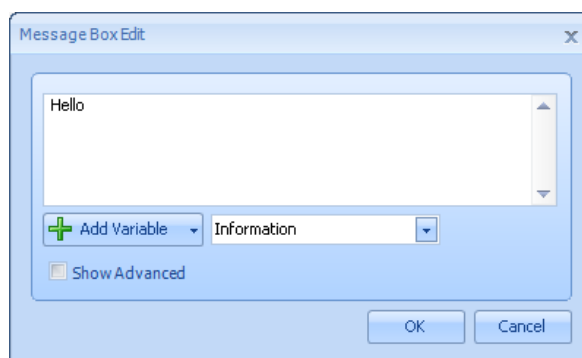 Message Box Edit
Hello
Add Variable Information
Show Advanced
OK Cancel